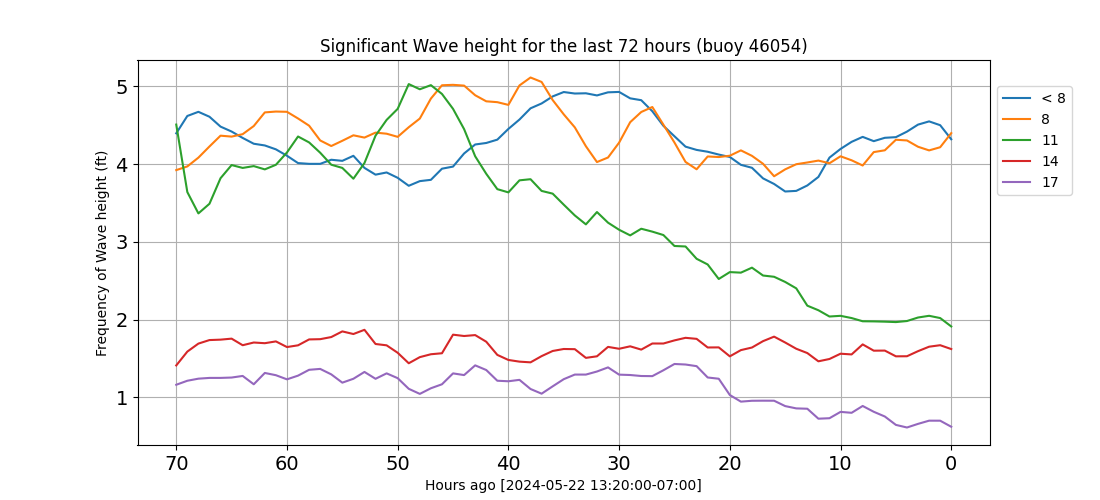 Significant Wave height for the last 72 hours (buoy 46054)
Frequency of Wave height (ft)
5
4
3
2
1
70 60 50 40 30 20 10 0
Hours ago [2024-05-22 13:20:00-07:00]
< 8
8
11
14
17